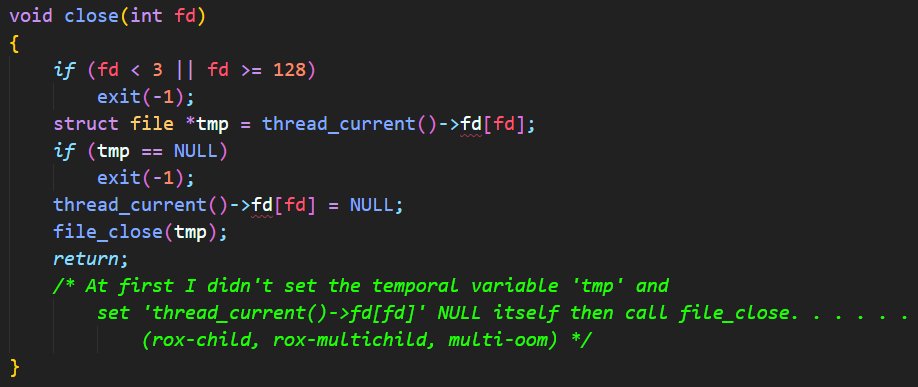 void close(int fd)
{
    if (fd < 3 || fd >= 128)
        exit(-1);
    struct file *tmp = thread_current()->fd[fd];
    if (tmp == NULL)
        exit(-1);
    thread_current()->fd[fd] = NULL;
    file_close(tmp);
    return;
    /* At first I didn't set the temporal variable 'tmp' and
        set 'thread_current()->fd[fd]' NULL itself then call file_close. . . . . .
            (rox-child, rox-multichild, multi-oom) */
}